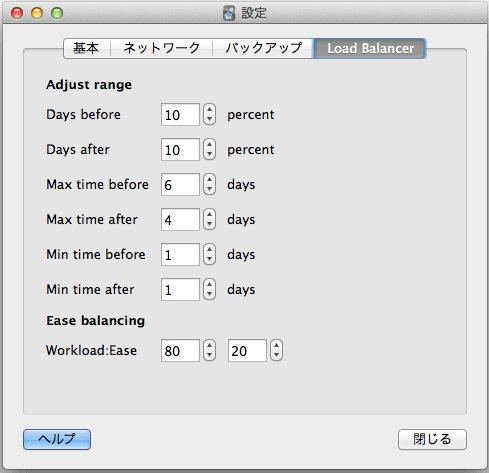 設定
基本 ネットワーク バックアップ Load Balancer
Adjust range
Days before 10 percent
Days after 10 percent
Max time before 6 days
Max time after 4 days
Min time before 1 days
Min time after 1 days
Ease balancing
Workload:Ease 80 20
ヘルプ 閉じる